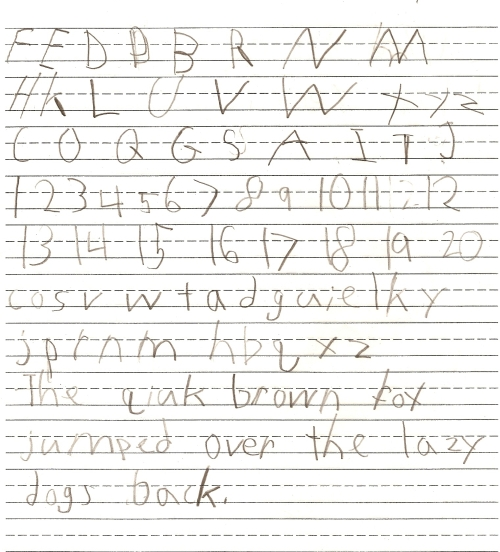 F E D P B R N M
H K L U V W X Y Z
C O Q G S A I T J
1 2 3 4 5 6 7 8 9 10 11 12
13 14 15 16 17 18 19 20
c o s v w t a d g u i e l k y
j p r n m h b q x z
The qiuk brown fox
jumped over the lazy
dogs back.